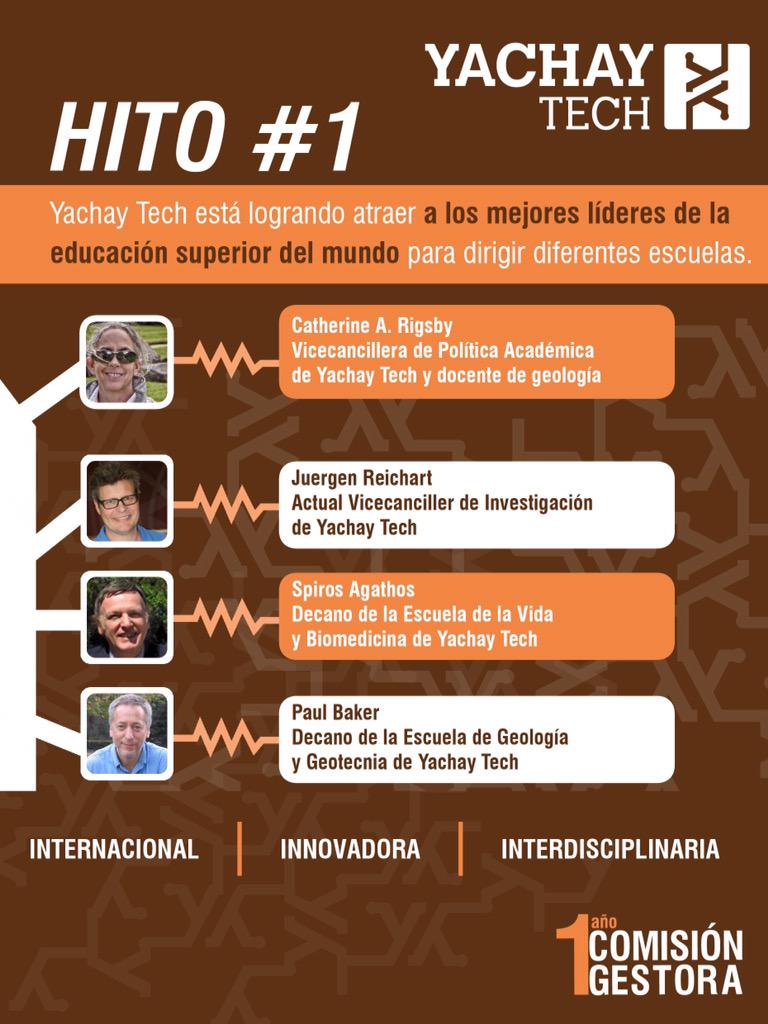 YACHAY
TECH
HITO #1
Yachay Tech está logrando atraer a los mejores líderes de la
educación superior del mundo para dirigir diferentes escuelas.
Catherine A. Rigsby
Vicecancillera de Política Académica
de Yachay Tech y docente de geología
Juergen Reichart
Actual Vicecanciller de Investigación
de Yachay Tech
Spiros Agathos
Decano de la Escuela de la Vida
y Biomedicina de Yachay Tech
Paul Baker
Decano de la Escuela de Geología
y Geotecnia de Yachay Tech
INTERNACIONAL | INNOVADORA | INTERDISCIPLINARIA
1 año
COMISIÓN
GESTORA